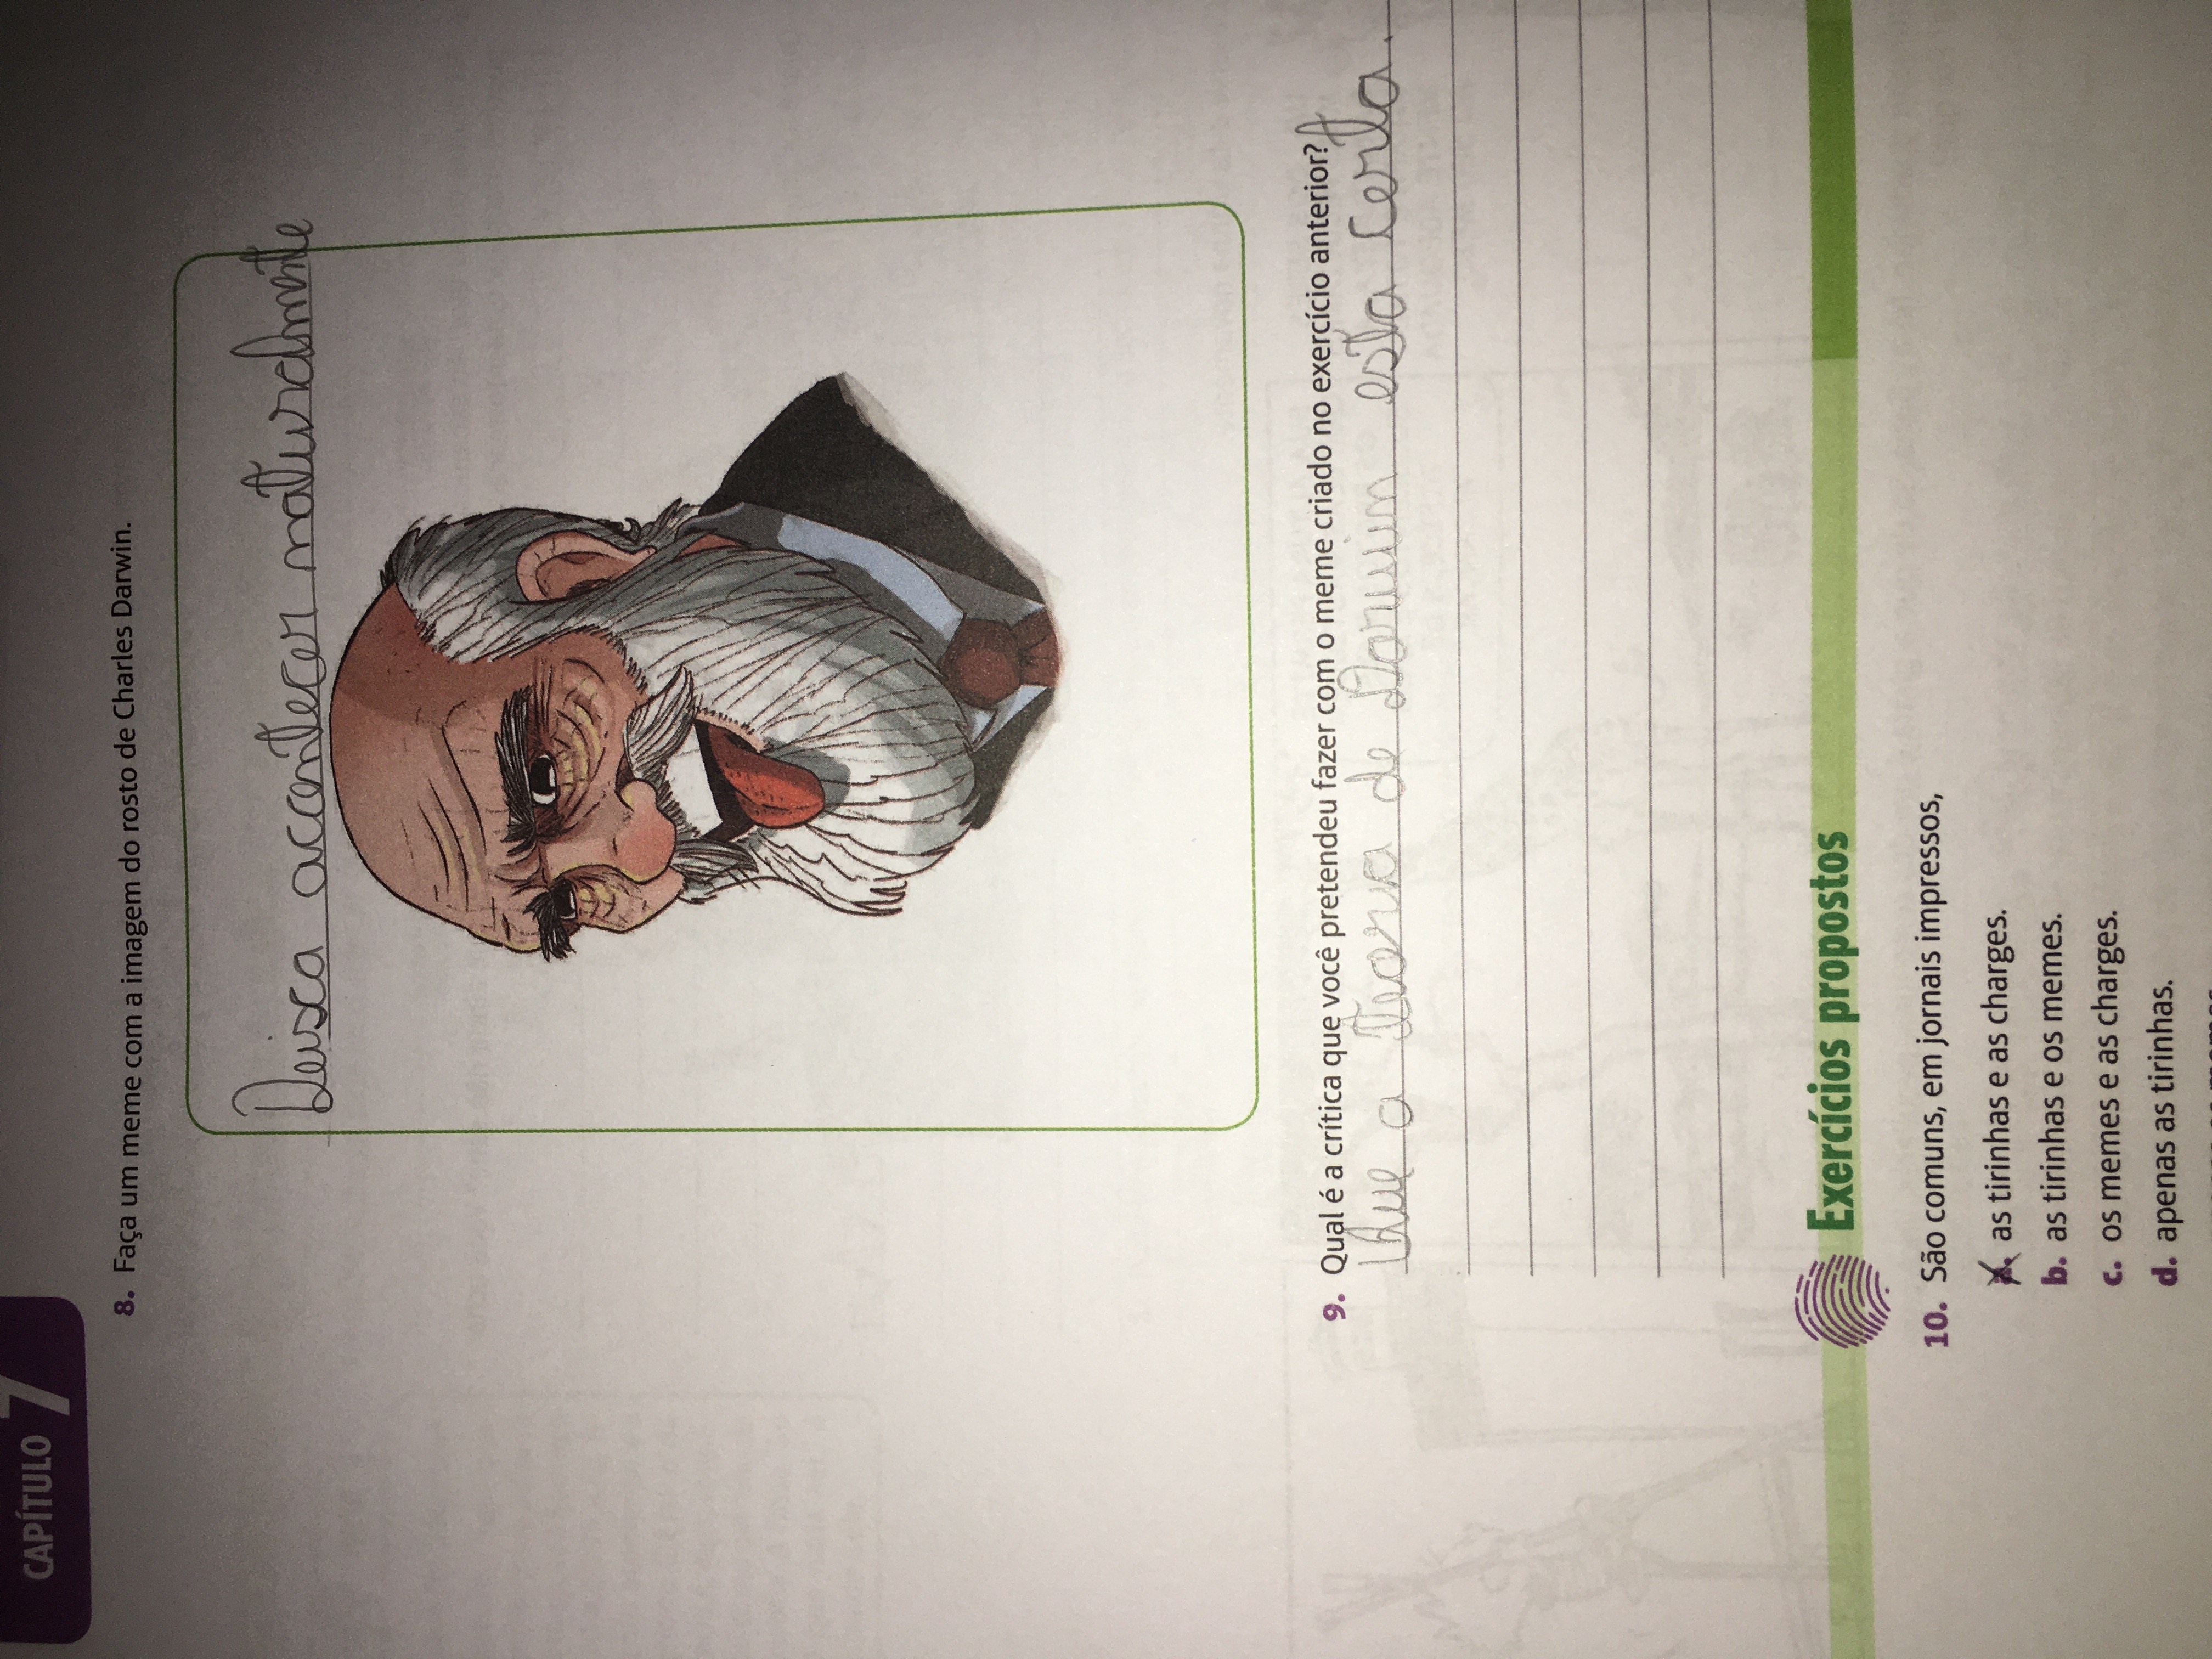 CAPÍTULO 7
8. Faça um meme com a imagem do rosto de Charles Darwin.
Deixa acontecer naturalmente
9. Qual é a crítica que você pretendeu fazer com o meme criado no exercício anterior?
Que a teoria de Darwin esta certa.
Exercícios propostos
10. São comuns, em jornais impressos,
a. as tirinhas e as charges.
b. as tirinhas e os memes.
c. os memes e as charges.
d. apenas as tirinhas.